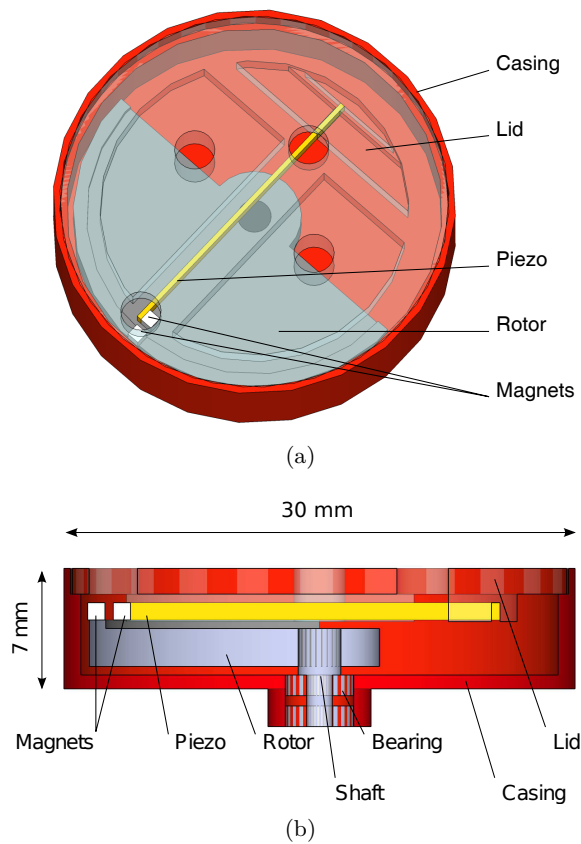 Casing
Lid
Piezo
Rotor
Magnets
(a)
30 mm
7 mm
Magnets Piezo Rotor Bearing Lid
Shaft Casing
(b)